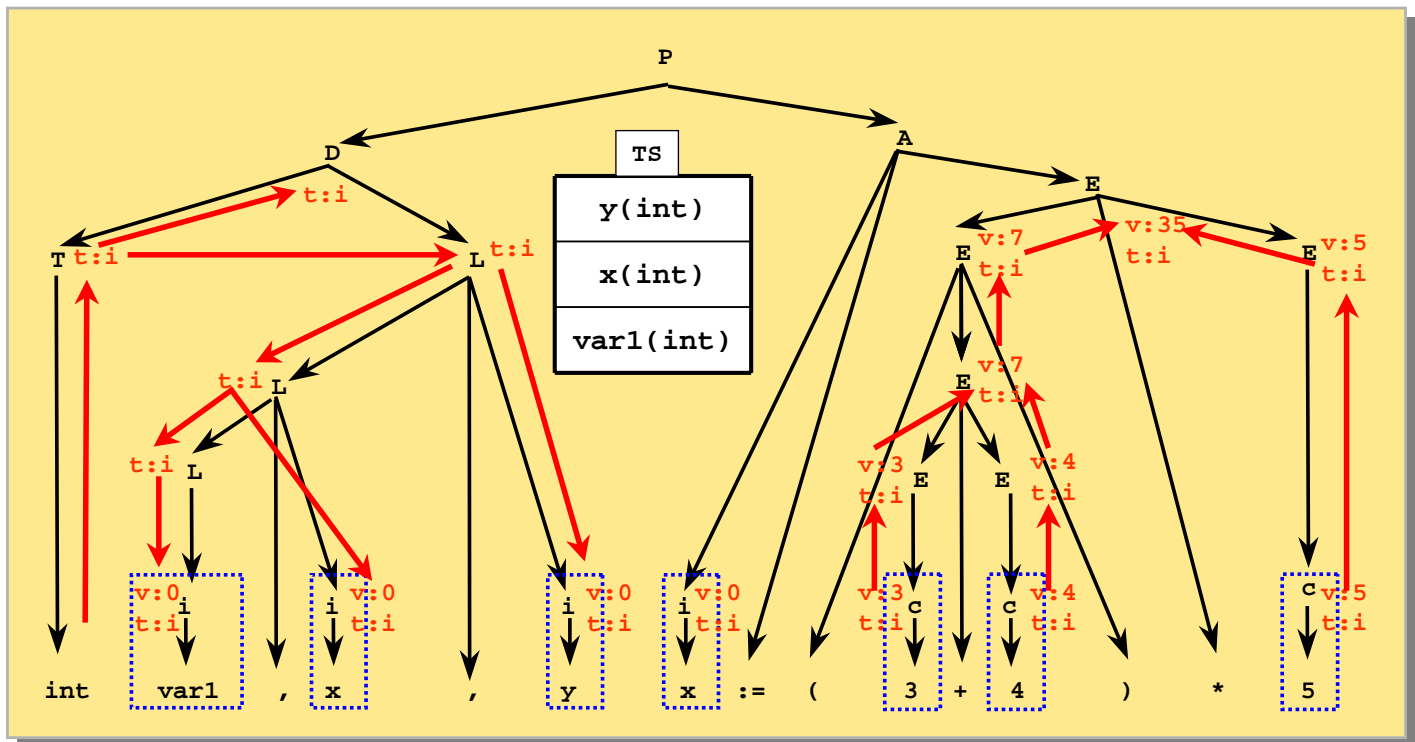 P
A
D
TS
E
t:i
y(int)
v:35
t:i
v:7
t:i
v:5
t:i
T t:i
L t:i
E
E
x(int)
var1(int)
t:i L
E
v:7
t:i
t:i L
v:3
t:i
E
E
v:4
t:i
v:0
t:i
i
i
v:0
t:i
i
v:0
t:i
i
v:0
t:i
v:3
t:i
c
c
v:4
t:i
c
v:5
t:i
int var1 , x , y x := ( 3 + 4 ) * 5